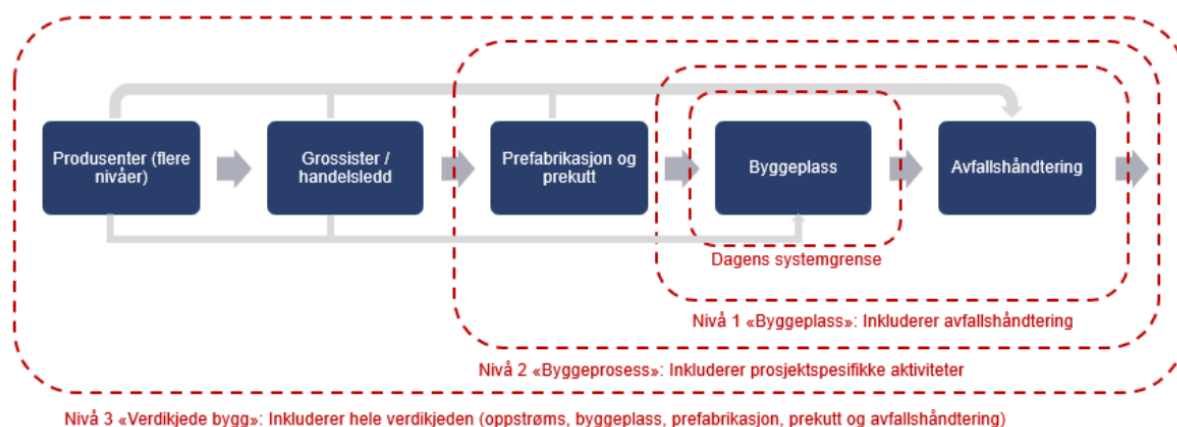 Produsenter (flere
nivåer)
Grossister /
handelsledd
Prefabrikasjon og
prekutt
Byggeplass
Avfallshåndtering
Dagens systemgrense
Nivå 1 «Byggeplass»: Inkluderer avfallshåndtering
Nivå 2 «Byggeprosess»: Inkluderer prosjektspesifikke aktiviteter
Nivå 3 «Verdikjede bygg»: Inkluderer hele verdikjeden (oppstrøms, byggeplass, prefabrikasjon, prekutt og avfallshåndtering)